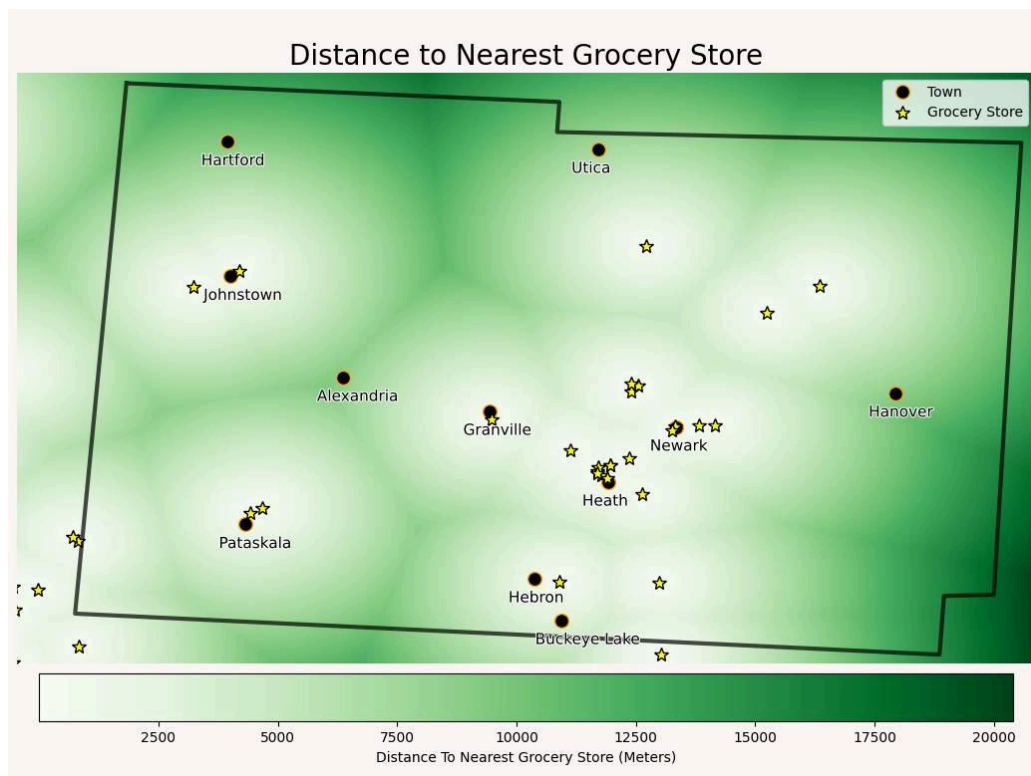 Distance to Nearest Grocery Store
Town
Grocery Store
Hartford
Utica
Johnstown
Alexandria
Hanover
Granville
Newark
Heath
Pataskala
Hebron
Buckeye Lake
2500 5000 7500 10000 12500 15000 17500 20000
Distance To Nearest Grocery Store (Meters)